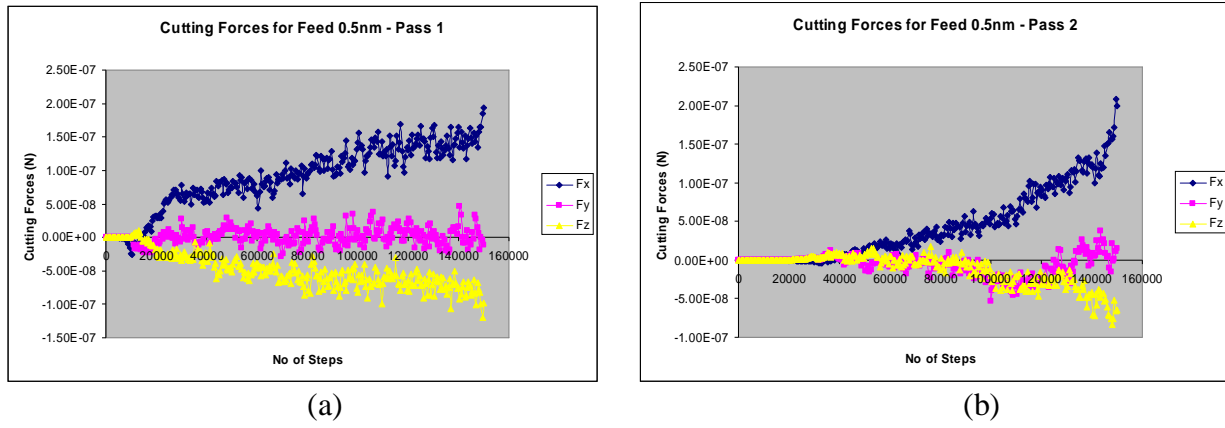 Cutting Forces for Feed 0.5nm - Pass 1
2.50E-07
2.00E-07
1.50E-07
1.00E-07
5.00E-08
0.00E+00
-5.00E-08
-1.00E-07
-1.50E-07
0 20000 40000 60000 80000 100000 120000 140000 160000
Cutting Forces (N)
No of Steps
Fx
Fy
Fz
(a)
Cutting Forces for Feed 0.5nm - Pass 2
2.50E-07
2.00E-07
1.50E-07
1.00E-07
5.00E-08
0.00E+00
-5.00E-08
-1.00E-07
0 20000 40000 60000 80000 100000 120000 140000 160000
Cutting Forces (N)
No of Steps
Fx
Fy
Fz
(b)